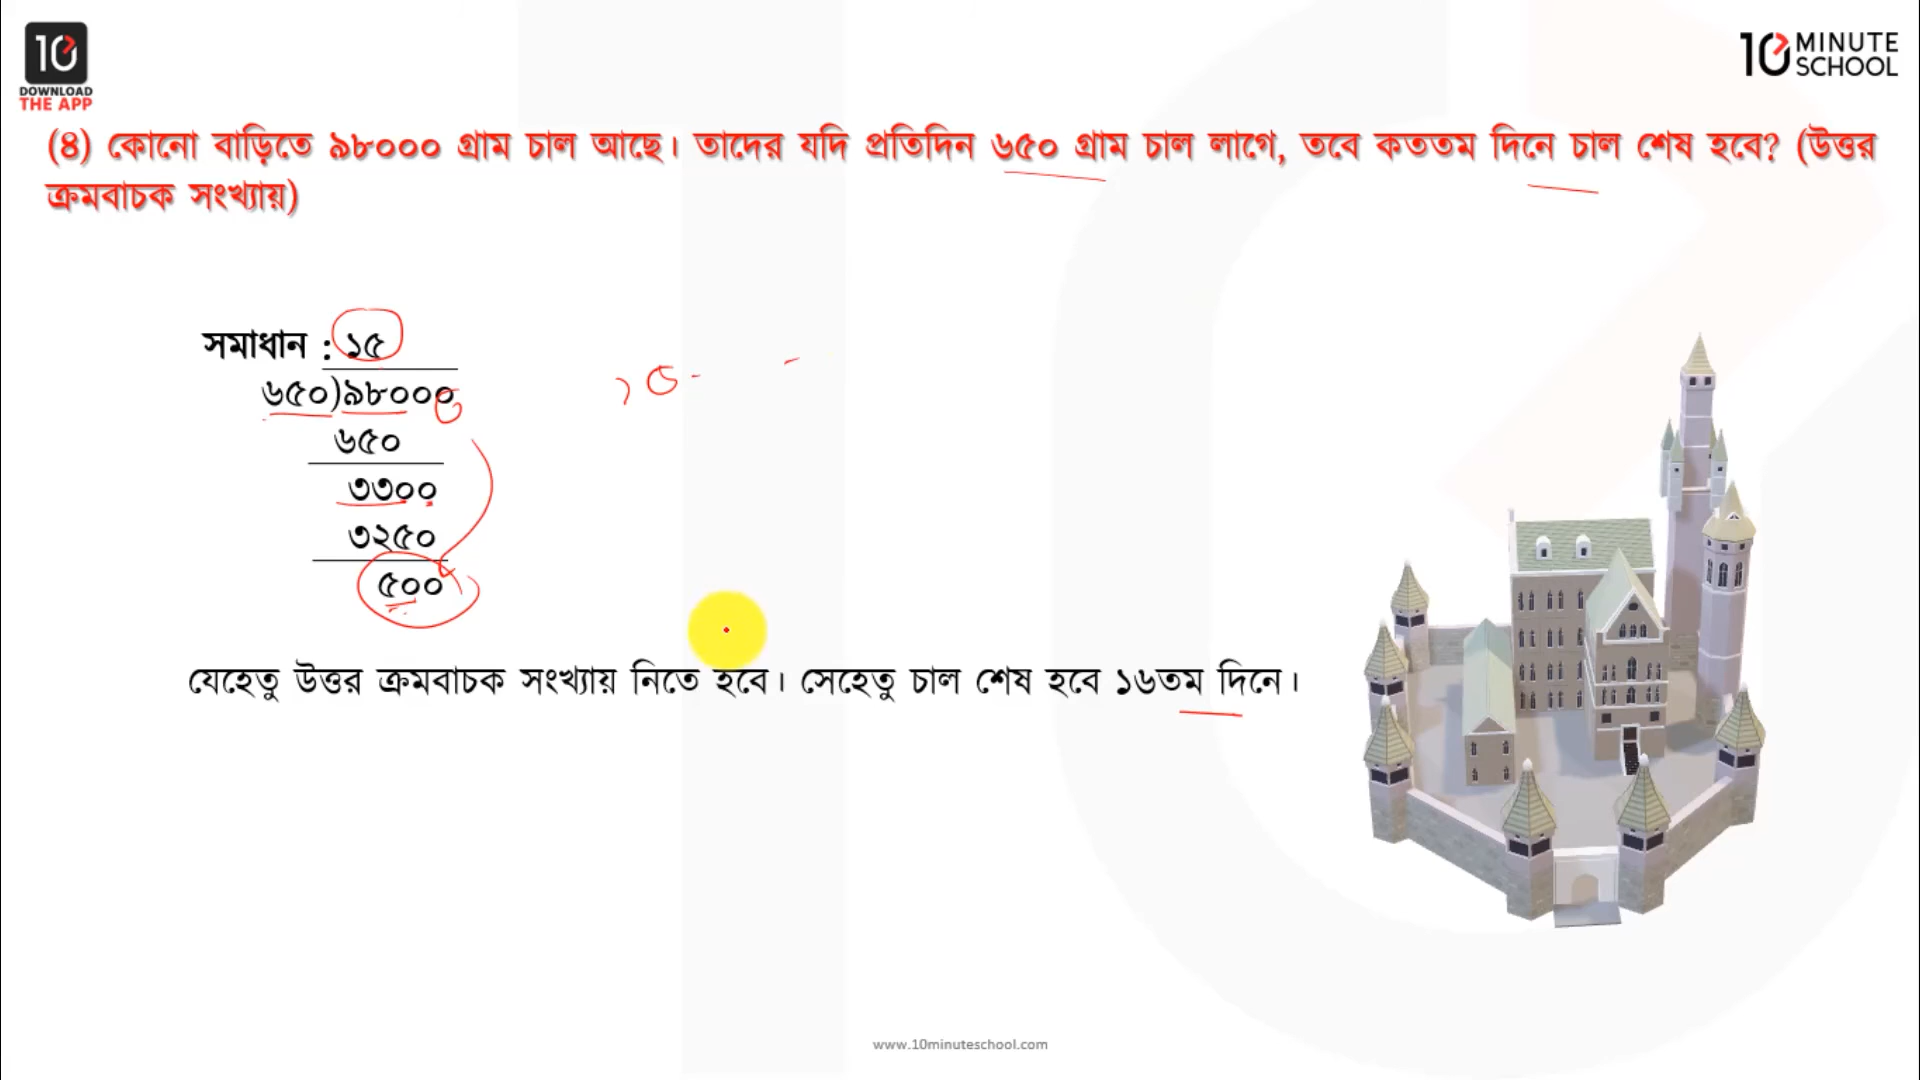 10
DOWNLOAD
THE APP
10 MINUTE
SCHOOL
(৪) কোনো বাড়িতে ৯৮০০০ গ্রাম চাল আছে। তাদের যদি প্রতিদিন ৬৫০ গ্রাম চাল লাগে, তবে কততম দিনে চাল শেষ হবে? (উত্তর
ক্রমবাচক সংখ্যায়)
সমাধান : ১৫
৬৫০)৯৮০০০
৬৫০
৩৩০০
৩২৫০
৫০০
১৫
যেহেতু উত্তর ক্রমবাচক সংখ্যায় নিতে হবে। সেহেতু চাল শেষ হবে ১৬তম দিনে।
www.10minuteschool.com